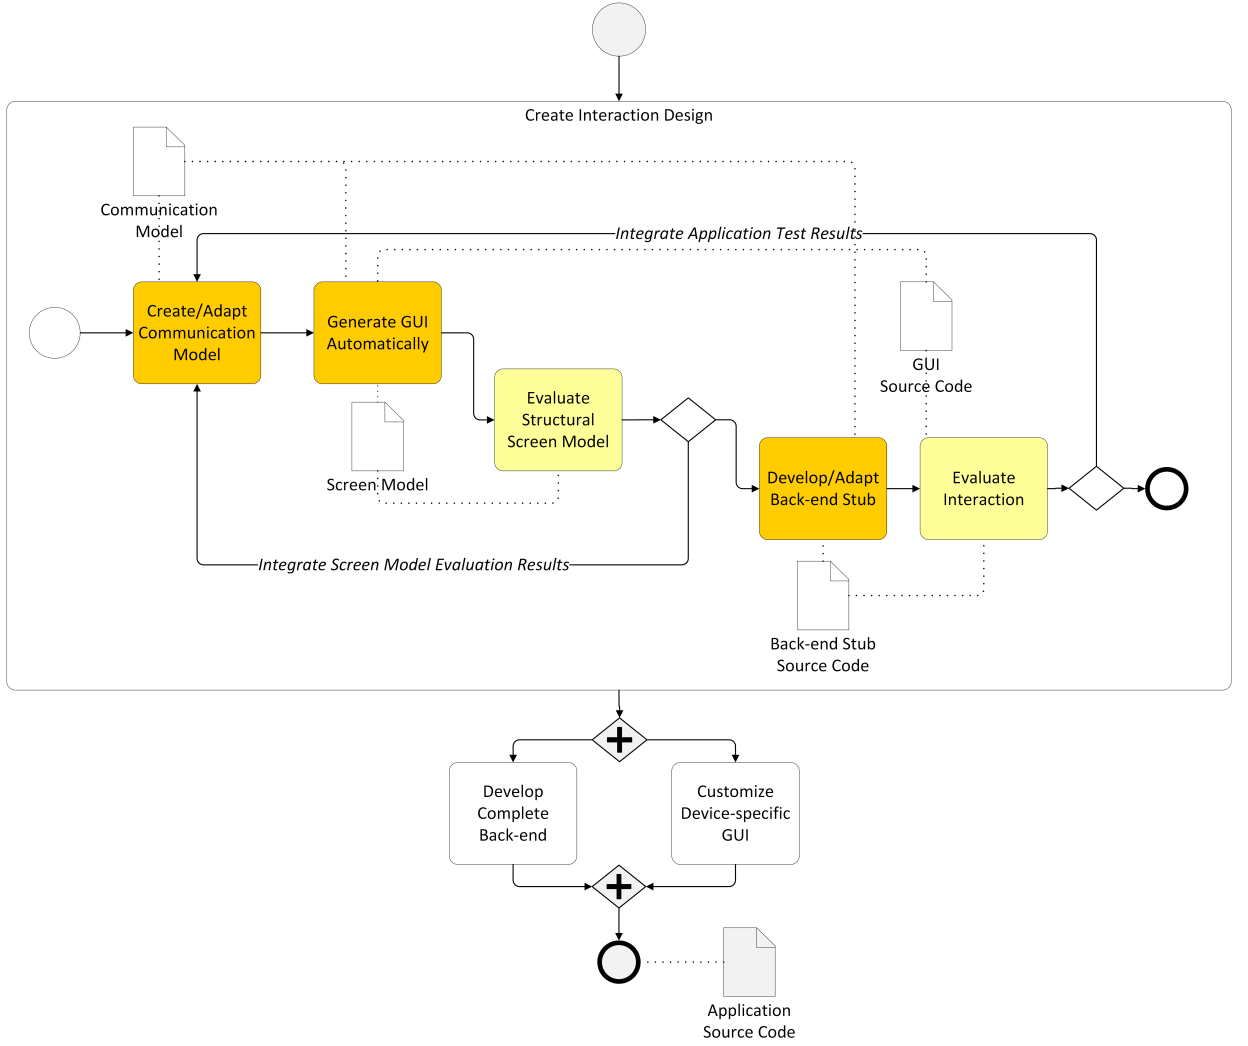 Create Interaction Design
Communication
Model
Integrate Application Test Results
Create/Adapt
Communication
Model
Generate GUI
Automatically
GUI
Source Code
Evaluate
Structural
Screen Model
Screen Model
Develop/Adapt
Back-end Stub
Evaluate
Interaction
Integrate Screen Model Evaluation Results
Back-end Stub
Source Code
Develop
Complete
Back-end
Customize
Device-specific
GUI
Application
Source Code